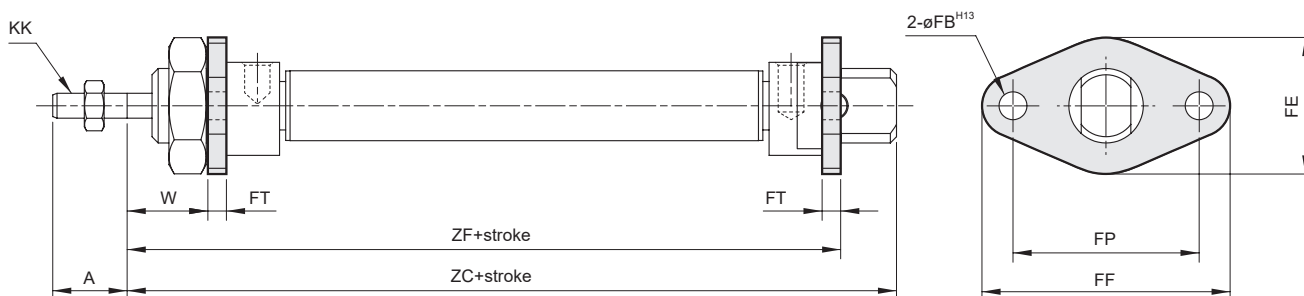 KK
2-øFB H13
FE
W
FT
FT
ZF+stroke
FP
A
ZC+stroke
FF